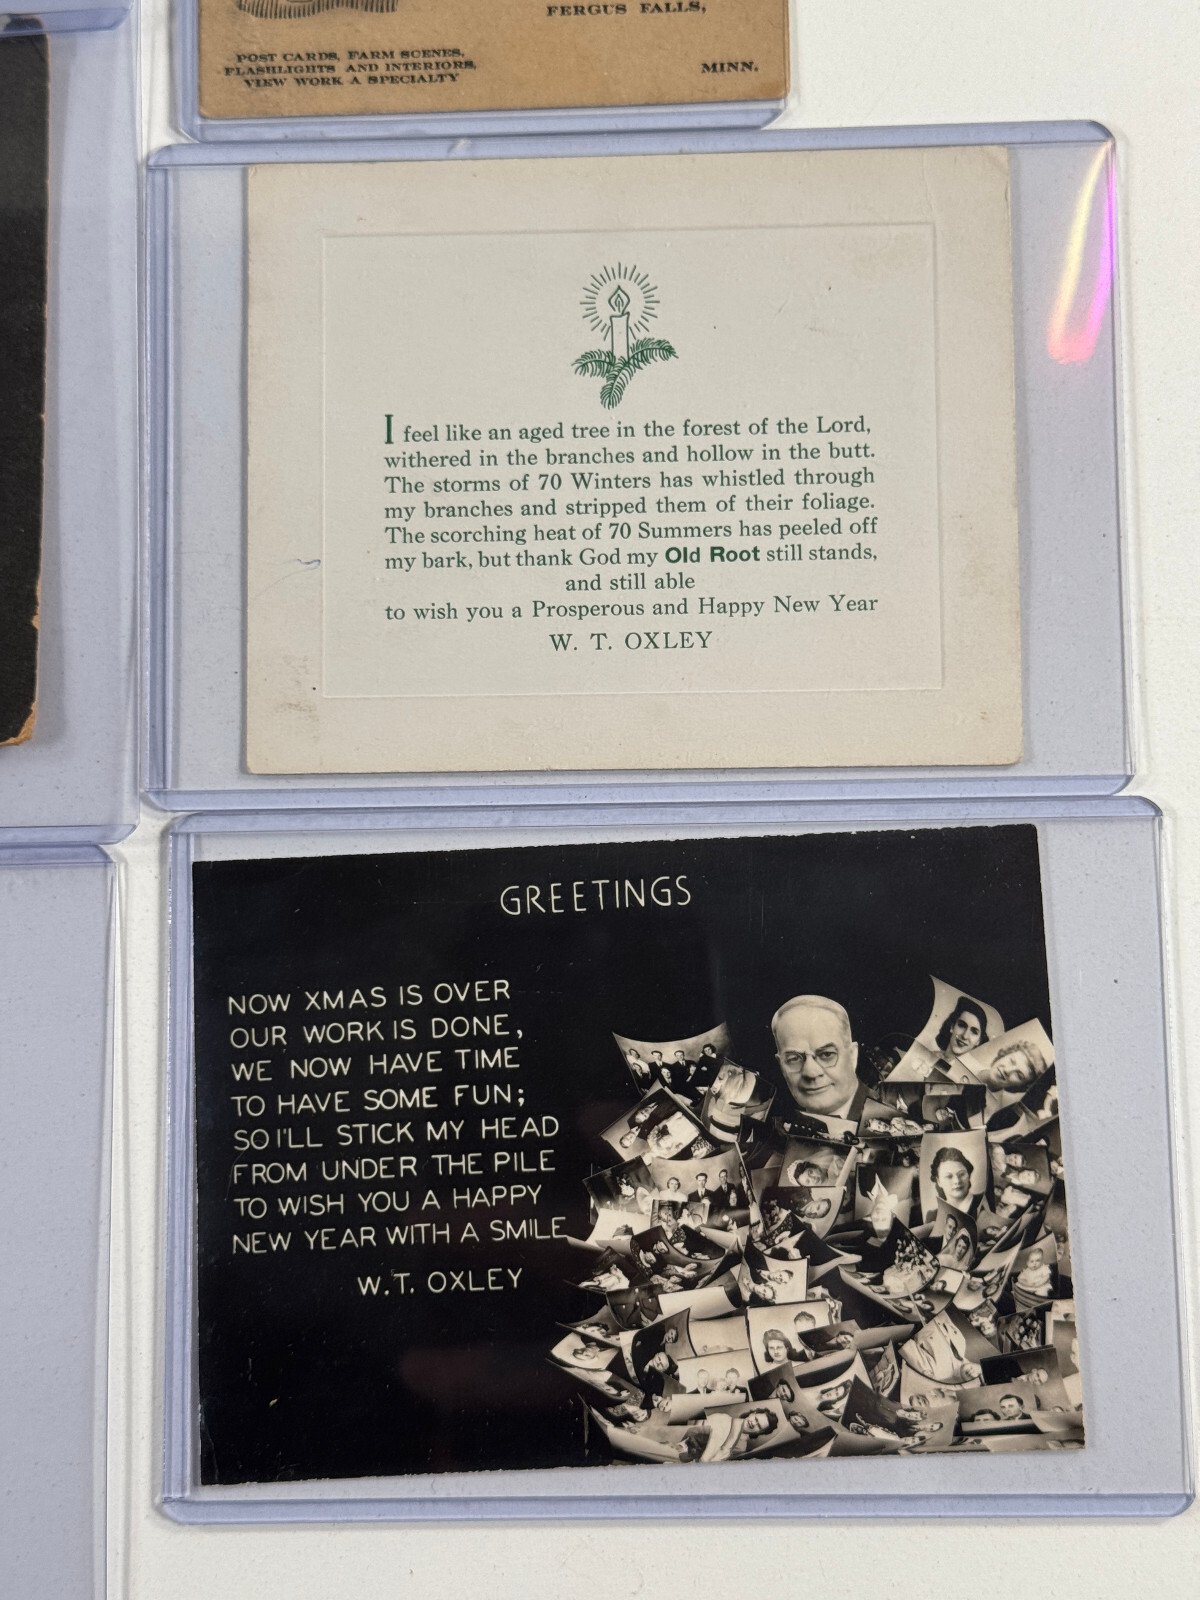 FERGUS FALLS,
POST CARDS, FARM SCENES,
FLASHLIGHTS AND INTERIORS,
VIEW WORK A SPECIALTY
MINN.
I feel like an aged tree in the forest of the Lord,
withered in the branches and hollow in the butt.
The storms of 70 Winters has whistled through
my branches and stripped them of their foliage.
The scorching heat of 70 Summers has peeled off
my bark, but thank God my Old Root still stands,
and still able
to wish you a Prosperous and Happy New Year
W. T. OXLEY
GREETINGS
NOW XMAS IS OVER
OUR WORK IS DONE,
WE NOW HAVE TIME
TO HAVE SOME FUN;
SO I'LL STICK MY HEAD
FROM UNDER THE PILE
TO WISH YOU A HAPPY
NEW YEAR WITH A SMILE
W.T. OXLEY